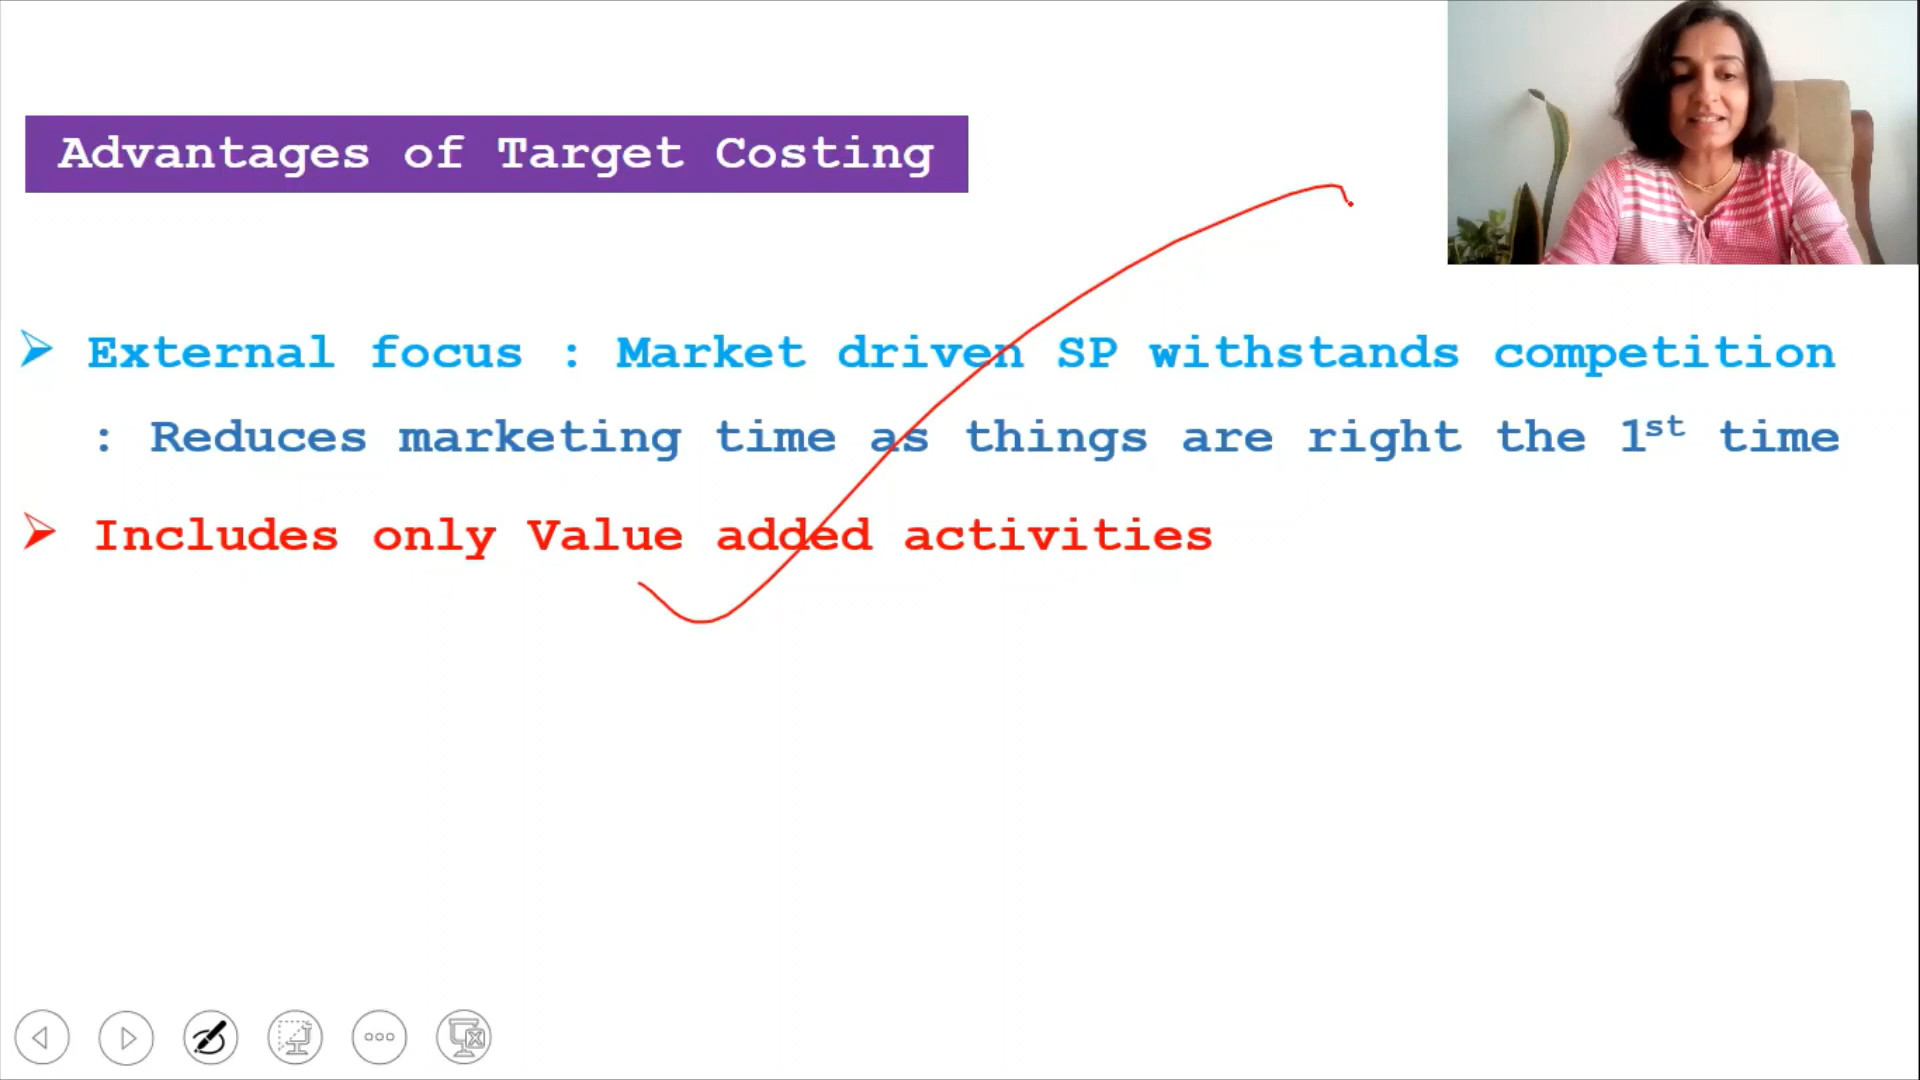 Advantages of Target Costing
External focus : Market driven SP withstands competition
: Reduces marketing time as things are right the 1st time
Includes only Value added activities